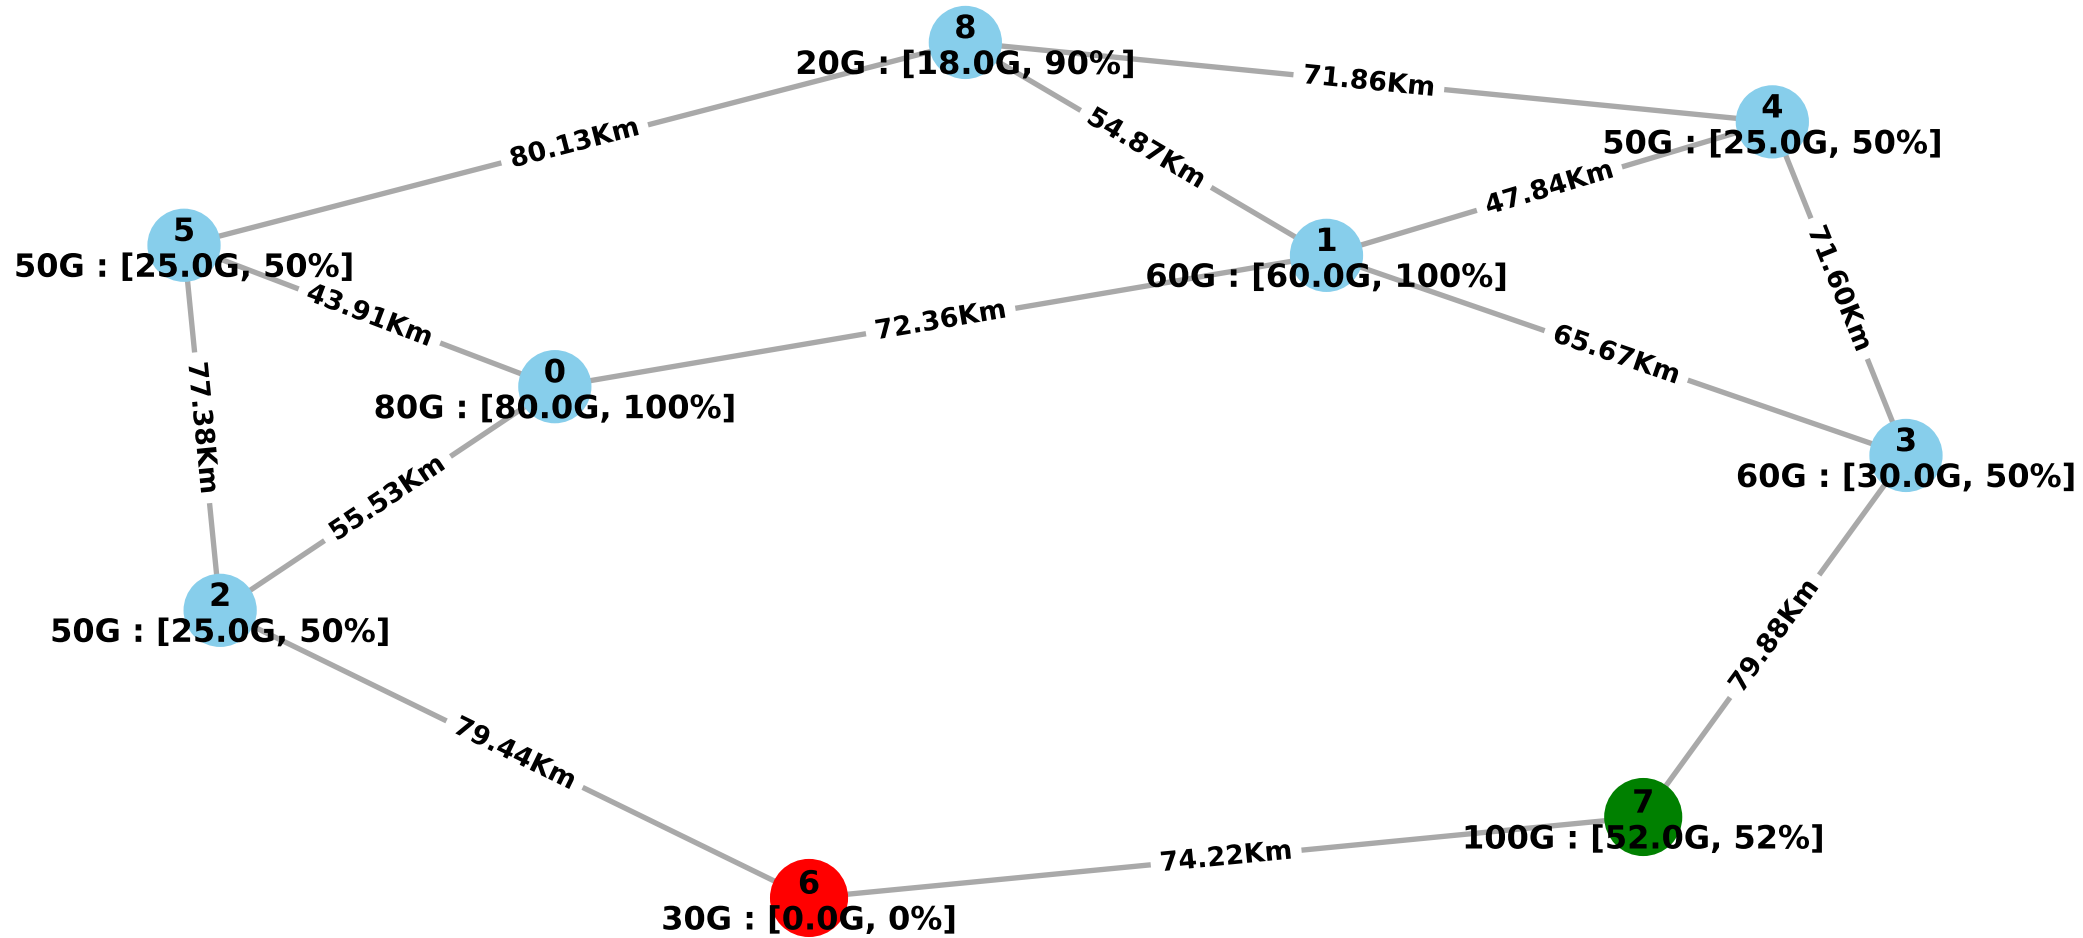 8
20G : [18.0G, 90%]
71.86Km
4
50G : [25.0G, 50%]
80.13Km
54.87Km
47.84Km
5
50G : [25.0G, 50%]
1
60G : [60.0G, 100%]
71.60Km
43.91Km
72.36Km
65.67Km
0
80G : [80.0G, 100%]
77.38Km
3
60G : [30.0G, 50%]
55.53Km
2
50G : [25.0G, 50%]
79.88Km
79.44Km
7
100G : [52.0G, 52%]
74.22Km
6
30G : [0.0G, 0%]